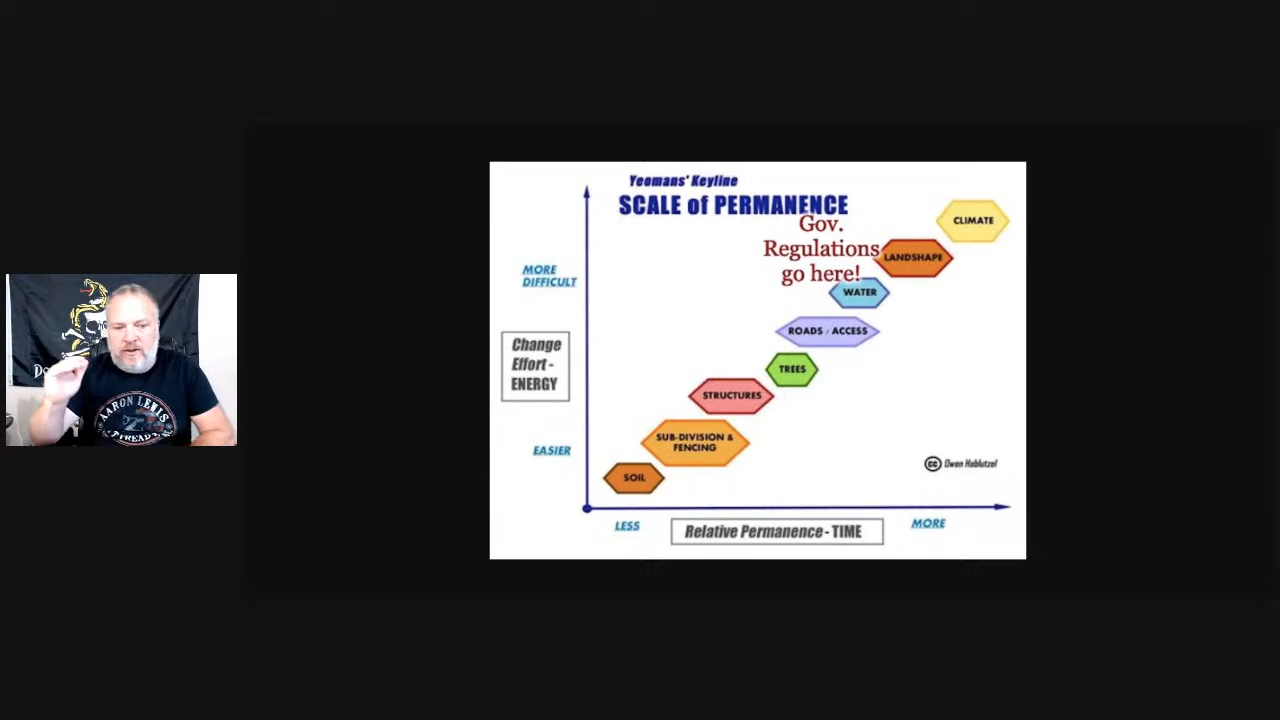 Yeomans' Keyline
SCALE of PERMANENCE
Gov.
Regulations
go here!
CLIMATE
LANDSHAPE
MORE
DIFFICULT
WATER
ROADS / ACCESS
Change
Effort -
ENERGY
TREES
STRUCTURES
SUB-DIVISION &
FENCING
EASIER
SOIL
cc Owen Hablutzel
LESS
Relative Permanence - TIME
MORE
AARON LEWIS